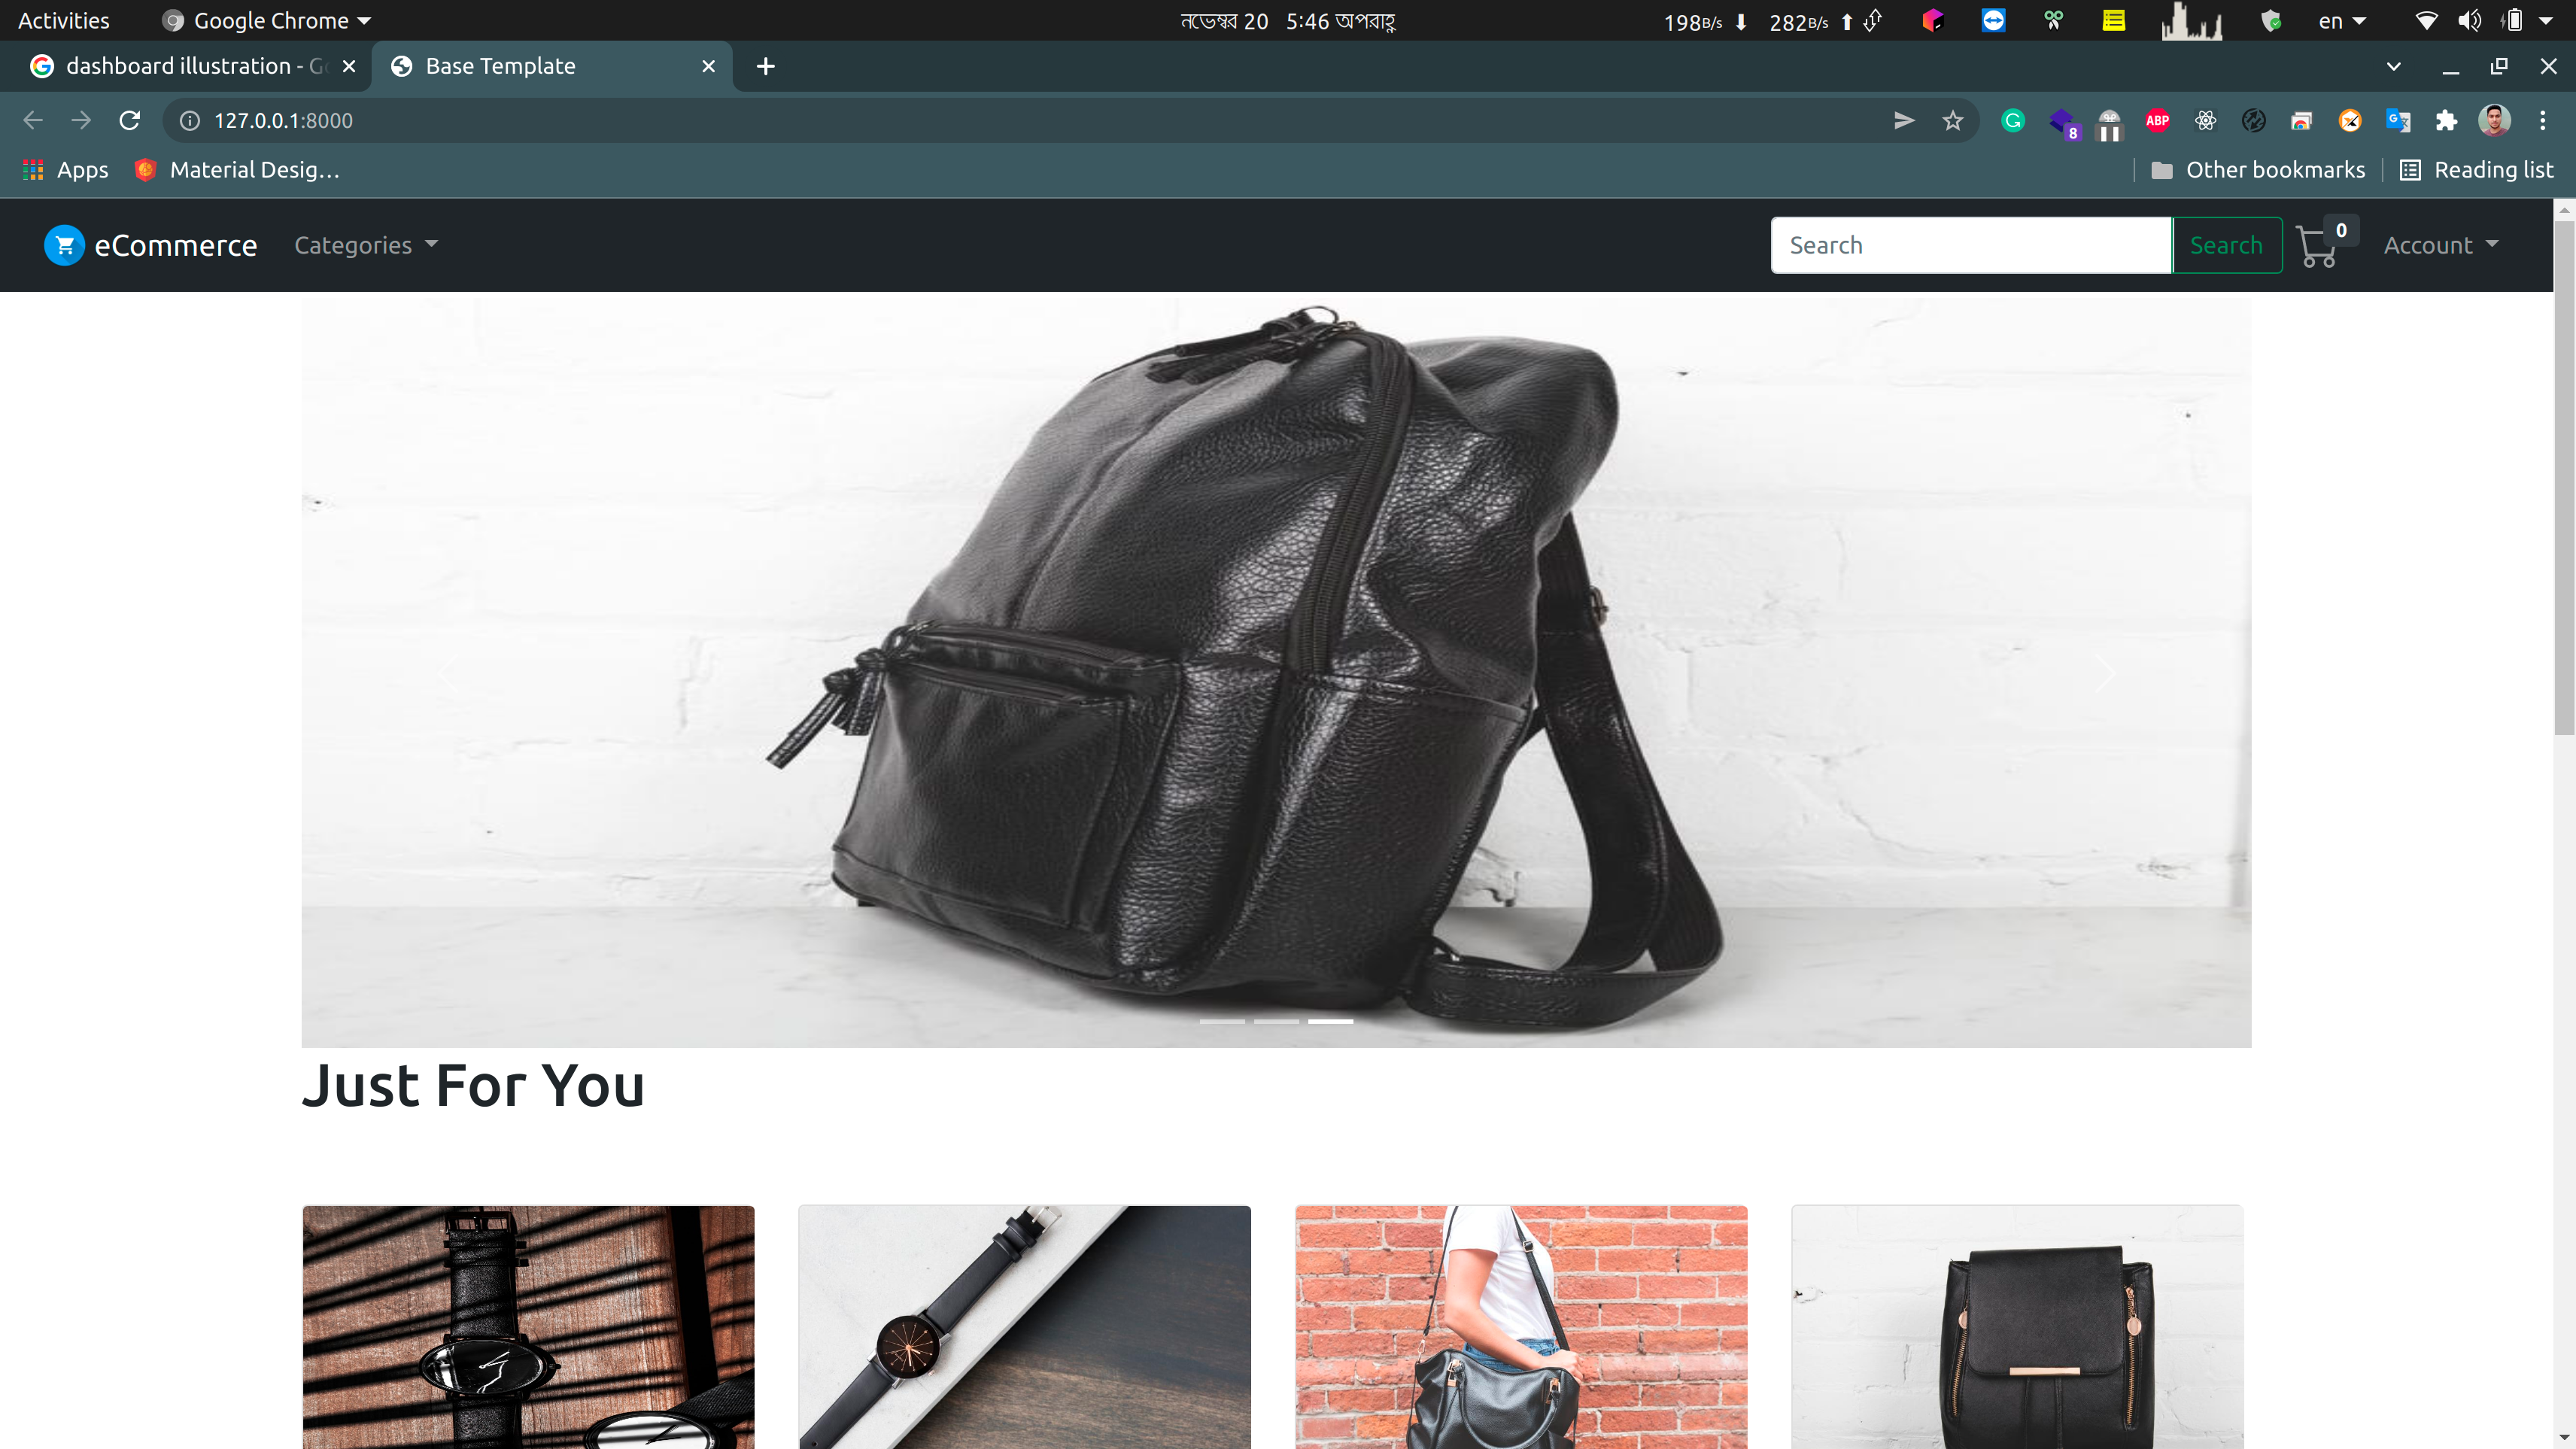 Activities Google Chrome নভেম্বর 20 5:46 অপরাহ্ণ 198B/s 282B/s en
dashboard illustration - Go Base Template
127.0.0.1:8000 8 ABP
Apps Material Desig… Other bookmarks Reading list
eCommerce Categories Search Search 0 Account
Just For You